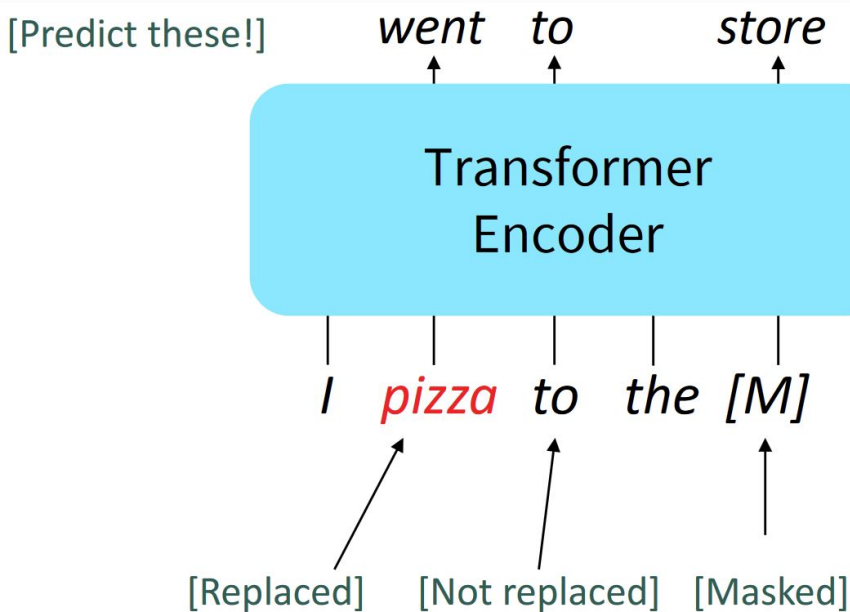 [Predict these!] went to store
Transformer
Encoder
I pizza to the [M]
[Replaced] [Not replaced] [Masked]